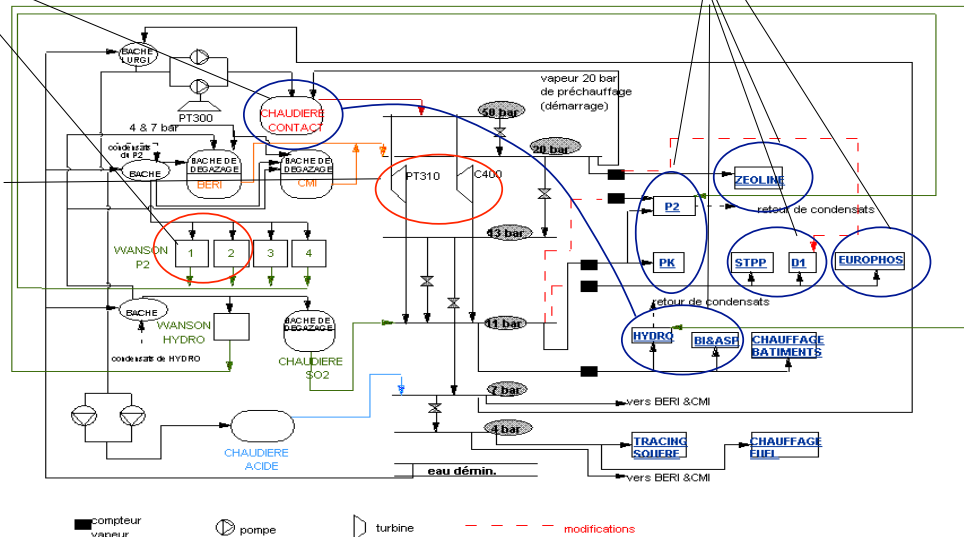 BACHE
LURGI
PT300
4 & 7 bar
condensats
du P2
BACHE
BACHE DE
DEGAZAGE
BERI
BACHE DE
DEGAZAGE
CMI
CHAUDIERE
CONTACT
vapeur 20 bar
de préchauffage
(démarrage)
58 bar
20 bar
PT310
C400
13 bar
11 bar
7 bar
4 bar
WANSON
P2
1
2
3
4
BACHE
condensats de HYDRO
WANSON
HYDRO
BACHE DE
DEGAZAGE
CHAUDIERE
SO2
CHAUDIERE
ACIDE
eau démin.
ZEOLINE
P2
retour de condensats
PK
STPP
D1
EUROPHOS
retour de condensats
HYDRO
BI&ASP
CHAUFFAGE
BATIMENTS
vers BERI &CMI
TRACING
SOUFRE
CHAUFFAGE
FUEL
vers BERI &CMI
compteur
vapeur
pompe
turbine
modifications